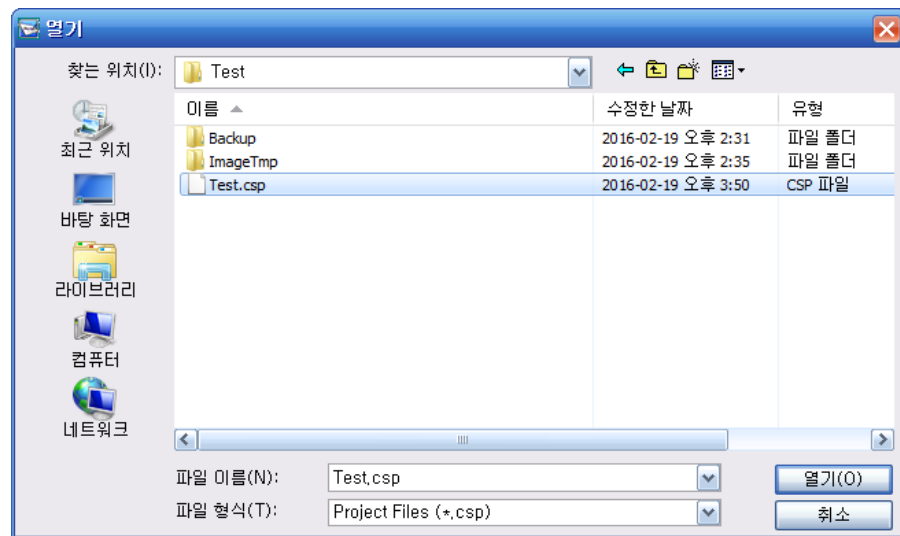 열기
찾는 위치(I): Test
이름 수정한 날짜 유형
Backup 2016-02-19 오후 2:31 파일 폴더
ImageTmp 2016-02-19 오후 2:35 파일 폴더
Test.csp 2016-02-19 오후 3:50 CSP 파일
최근 위치
바탕 화면
라이브러리
컴퓨터
네트워크
파일 이름(N): Test.csp 열기(O)
파일 형식(T): Project Files (*.csp) 취소